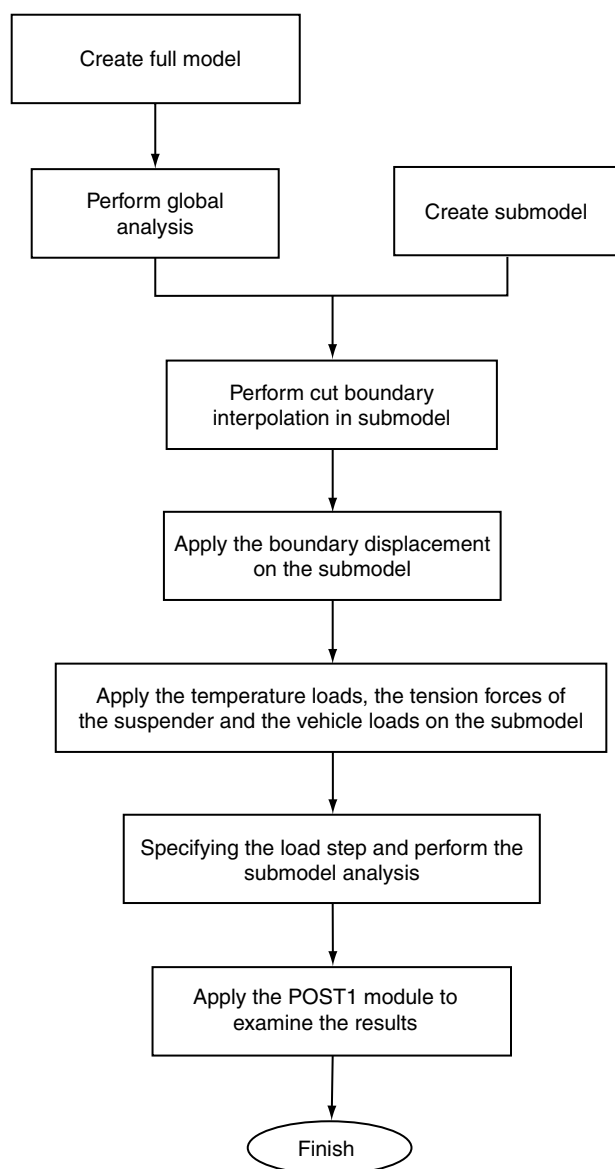 Create full model
Perform global
analysis
Create submodel
Perform cut boundary
interpolation in submodel
Apply the boundary displacement
on the submodel
Apply the temperature loads, the tension forces of
the suspender and the vehicle loads on the submodel
Specifying the load step and perform the
submodel analysis
Apply the POST1 module to
examine the results
Finish